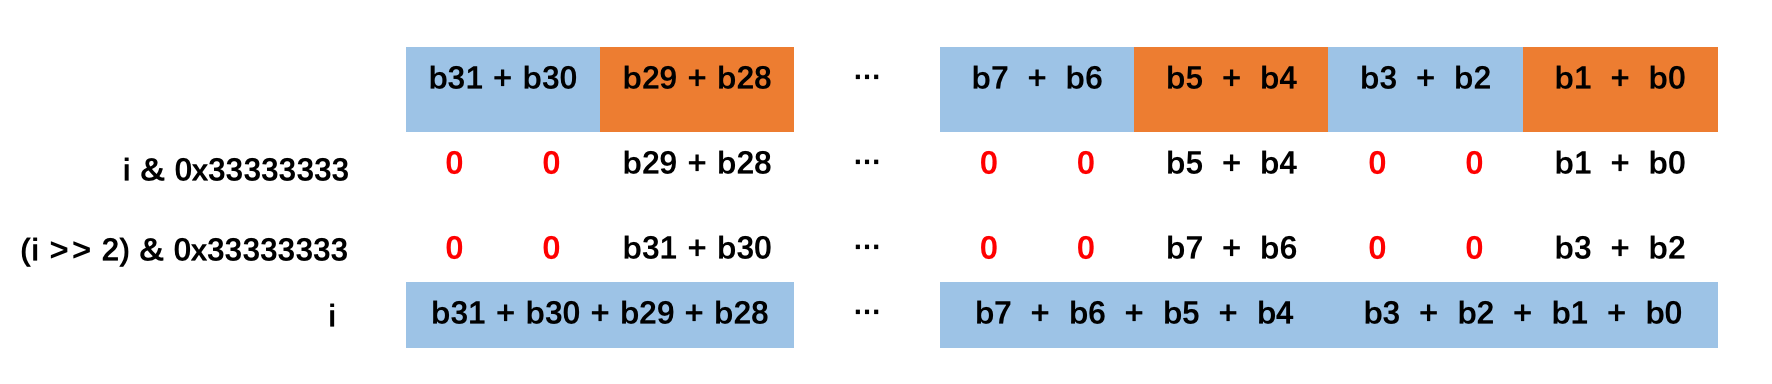 b31 + b30 b29 + b28 ... b7 + b6 b5 + b4 b3 + b2 b1 + b0
i & 0x33333333 0 0 b29 + b28 ... 0 0 b5 + b4 0 0 b1 + b0
(i >> 2) & 0x33333333 0 0 b31 + b30 ... 0 0 b7 + b6 0 0 b3 + b2
i b31 + b30 + b29 + b28 ... b7 + b6 + b5 + b4 b3 + b2 + b1 + b0